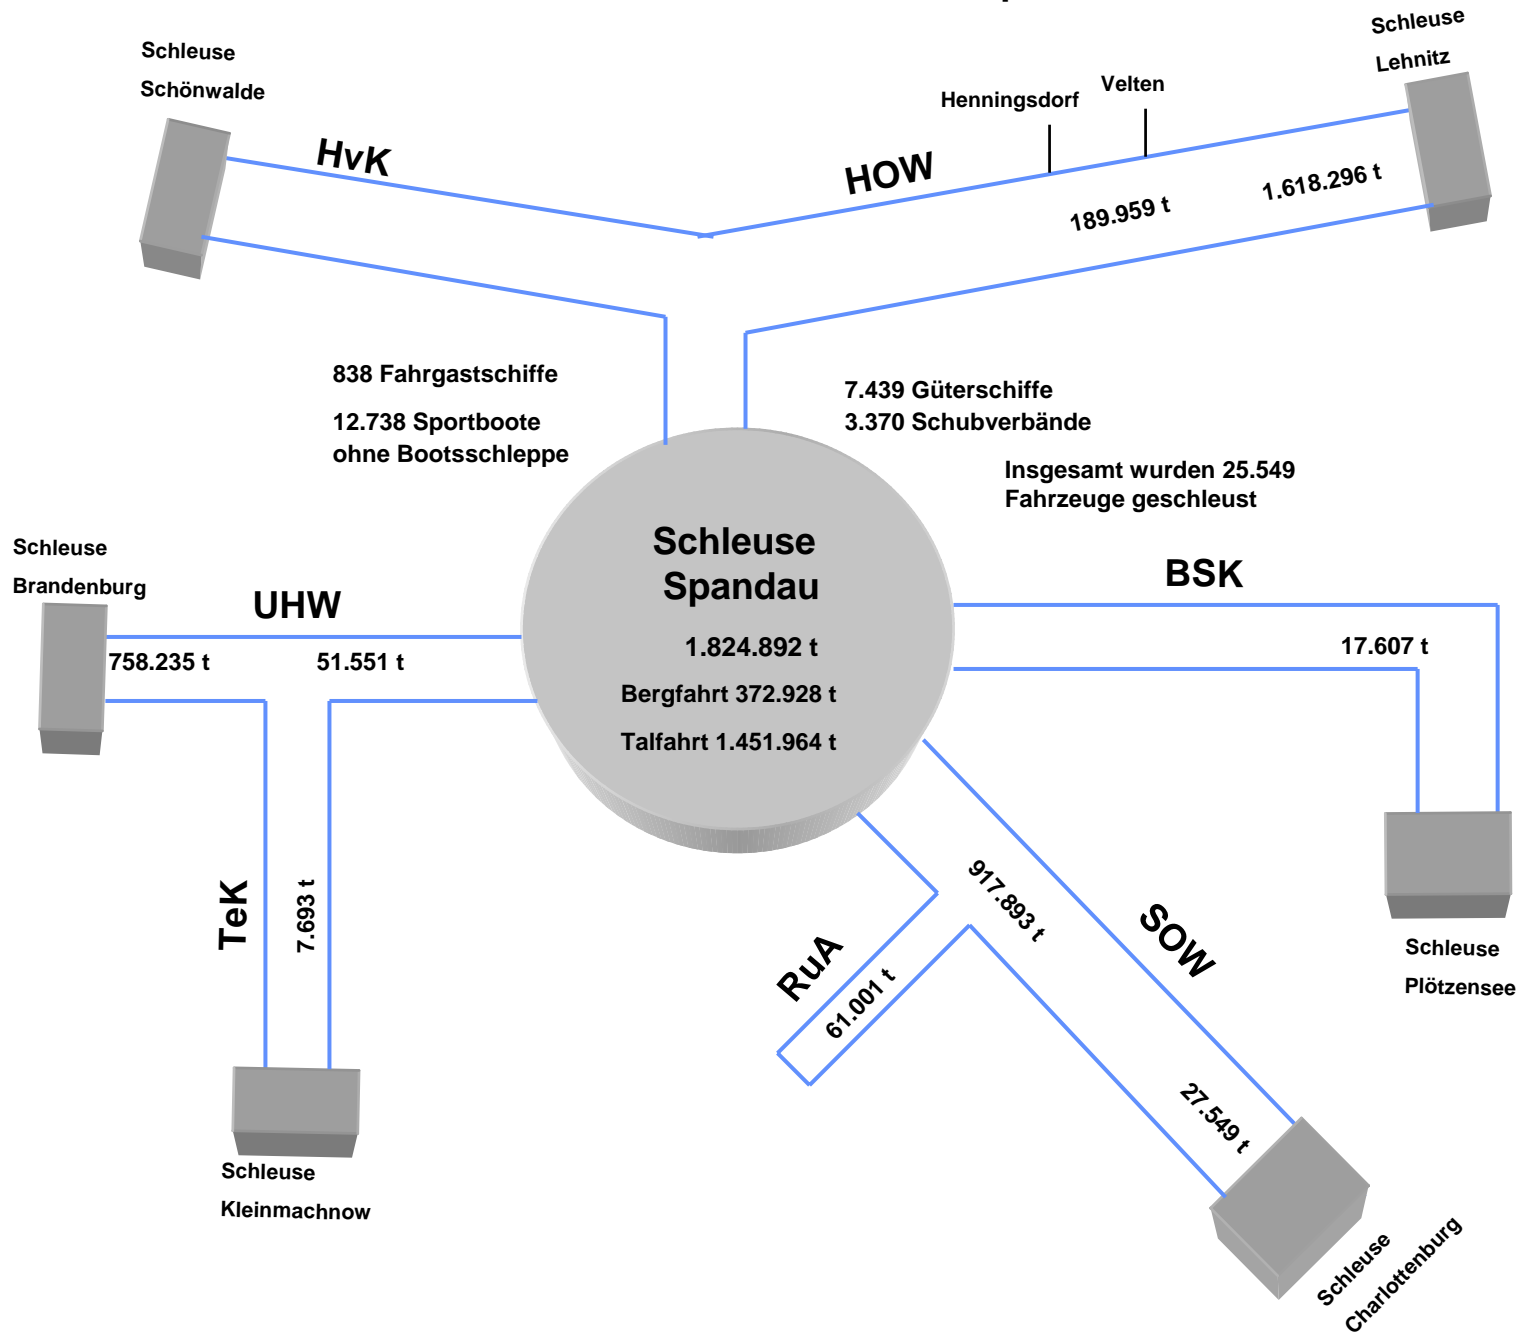 Schleuse
Schönwalde
HvK
HOW
Henningsdorf
Velten
Schleuse
Lehnitz
189.959 t
1.618.296 t
838 Fahrgastschiffe
12.738 Sportboote
ohne Bootsschleppe
7.439 Güterschiffe
3.370 Schubverbände
Insgesamt wurden 25.549
Fahrzeuge geschleust
Schleuse
Spandau
1.824.892 t
Bergfahrt 372.928 t
Talfahrt 1.451.964 t
Schleuse
Brandenburg
UHW
758.235 t
51.551 t
TeK
7.693 t
Schleuse
Kleinmachnow
BSK
17.607 t
Schleuse
Plötzensee
917.893 t
SOW
RuA
61.001 t
27.549 t
Schleuse
Charlottenburg